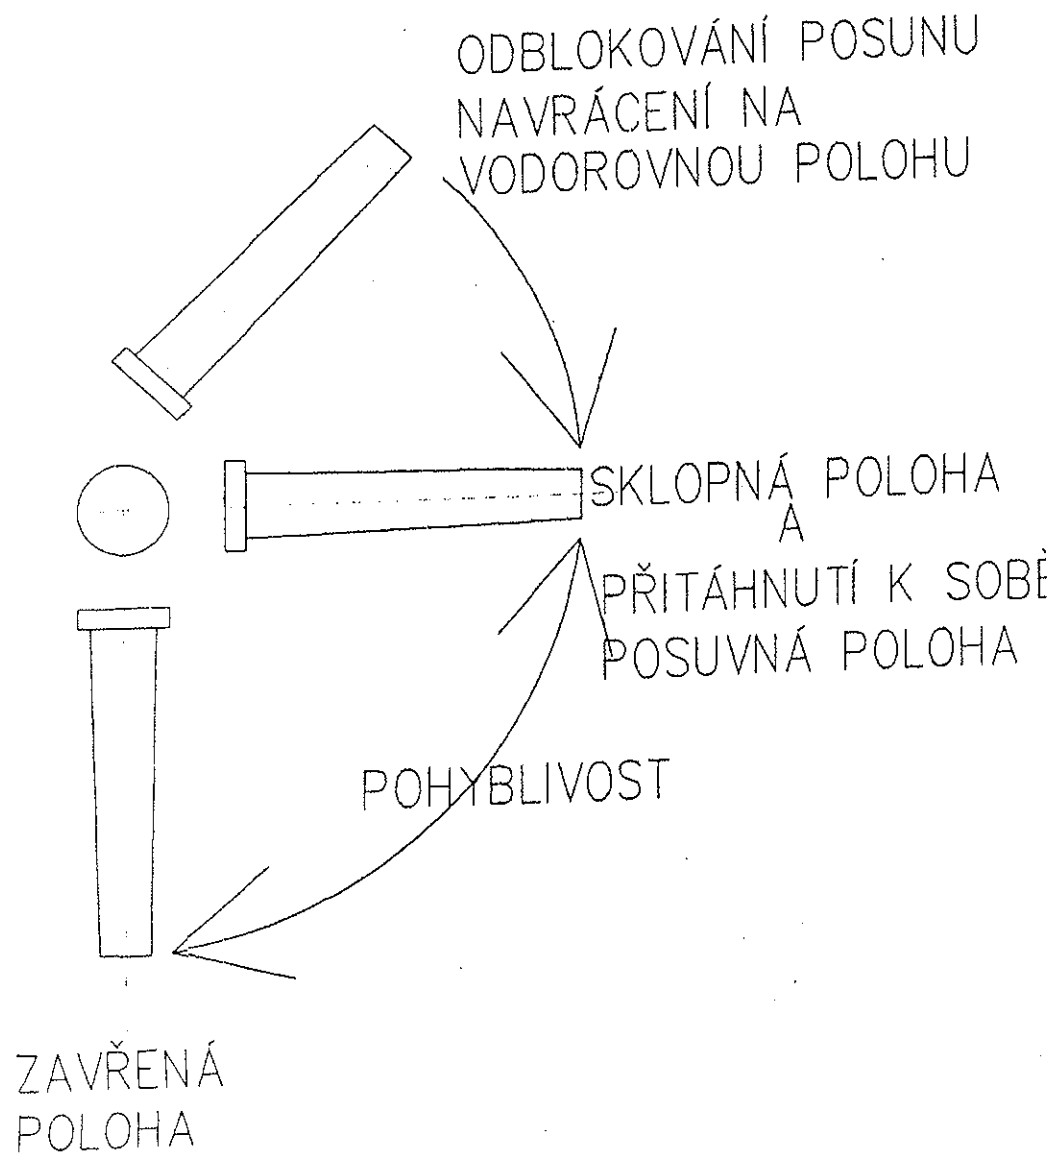 ODBLOKOVÁNÍ POSUNU
NAVRÁCENÍ NA
VODOROVNOU POLOHU
SKLOPNÁ POLOHA
A
PŘITÁHNUTÍ K SOBĚ
POSUVNÁ POLOHA
POHYBLIVOST
ZAVŘENÁ
POLOHA